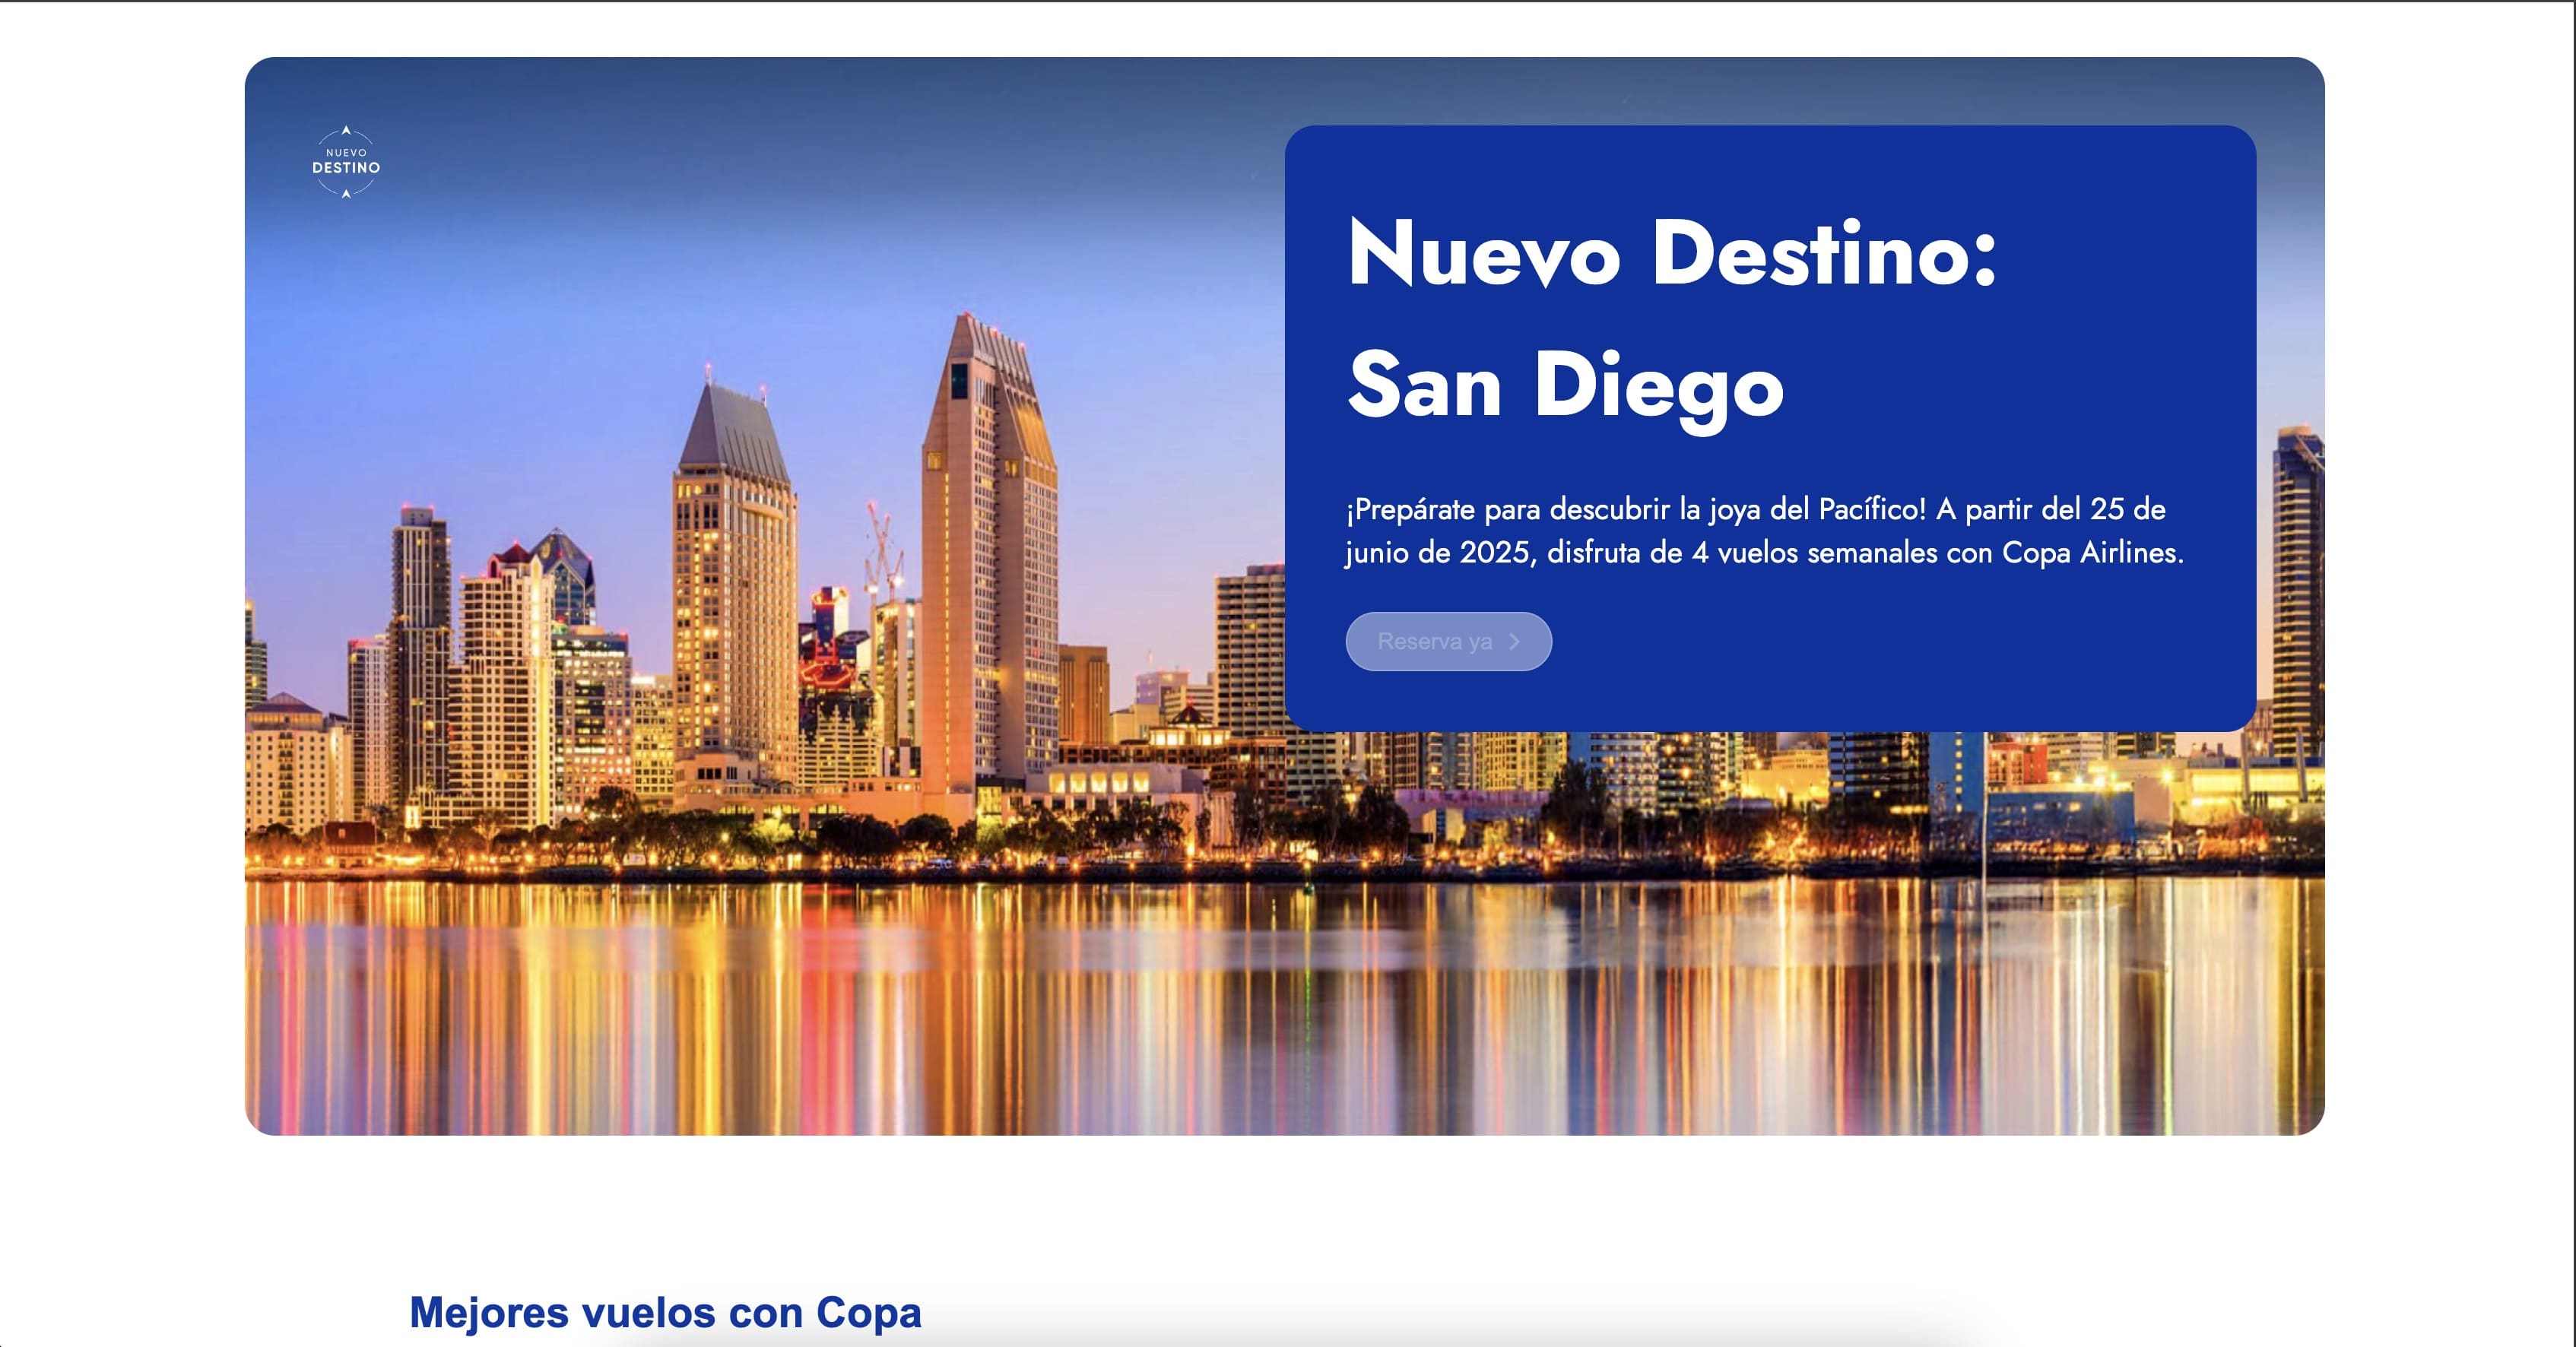 NUEVO
DESTINO
Nuevo Destino:
San Diego
¡Prepárate para descubrir la joya del Pacífico! A partir del 25 de
junio de 2025, disfruta de 4 vuelos semanales con Copa Airlines.
Reserva ya
Mejores vuelos con Copa